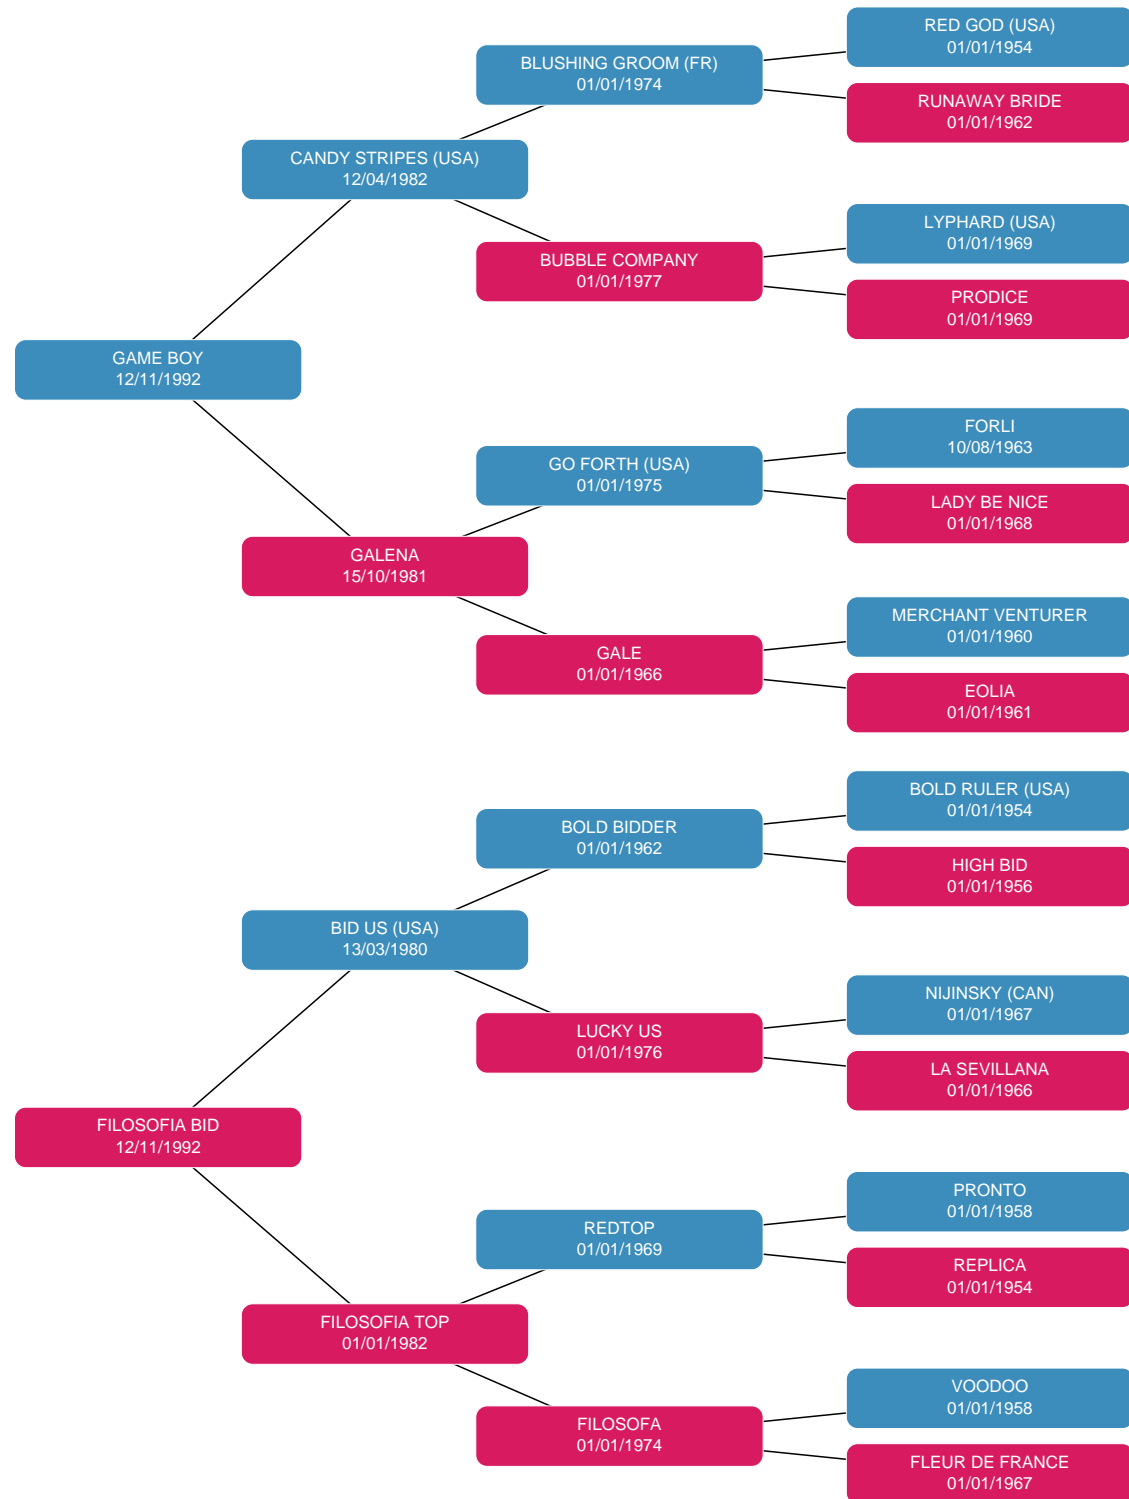 RED GOD (USA)
01/01/1954
BLUSHING GROOM (FR)
01/01/1974
RUNAWAY BRIDE
01/01/1962
CANDY STRIPES (USA)
12/04/1982
LYPHARD (USA)
01/01/1969
BUBBLE COMPANY
01/01/1977
PRODICE
01/01/1969
GAME BOY
12/11/1992
FORLI
10/08/1963
GO FORTH (USA)
01/01/1975
LADY BE NICE
01/01/1968
GALENA
15/10/1981
MERCHANT VENTURER
01/01/1960
GALE
01/01/1966
EOLIA
01/01/1961
BOLD RULER (USA)
01/01/1954
BOLD BIDDER
01/01/1962
HIGH BID
01/01/1956
BID US (USA)
13/03/1980
NIJINSKY (CAN)
01/01/1967
LUCKY US
01/01/1976
LA SEVILLANA
01/01/1966
FILOSOFIA BID
12/11/1992
PRONTO
01/01/1958
REDTOP
01/01/1969
REPLICA
01/01/1954
FILOSOFIA TOP
01/01/1982
VOODOO
01/01/1958
FILOSOFA
01/01/1974
FLEUR DE FRANCE
01/01/1967